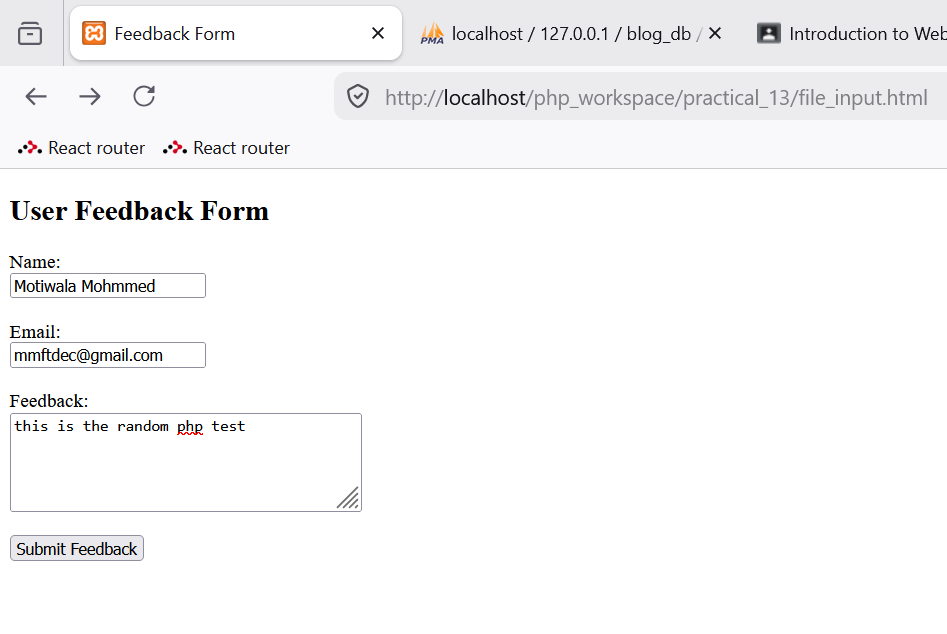 Feedback Form
PMA
localhost / 127.0.0.1 / blog_db /
Introduction to Web
http://localhost/php_workspace/practical_13/file_input.html
React router
React router
User Feedback Form
Name:
Motiwala Mohmmed
Email:
mmftdec@gmail.com
Feedback:
this is the random php test
Submit Feedback